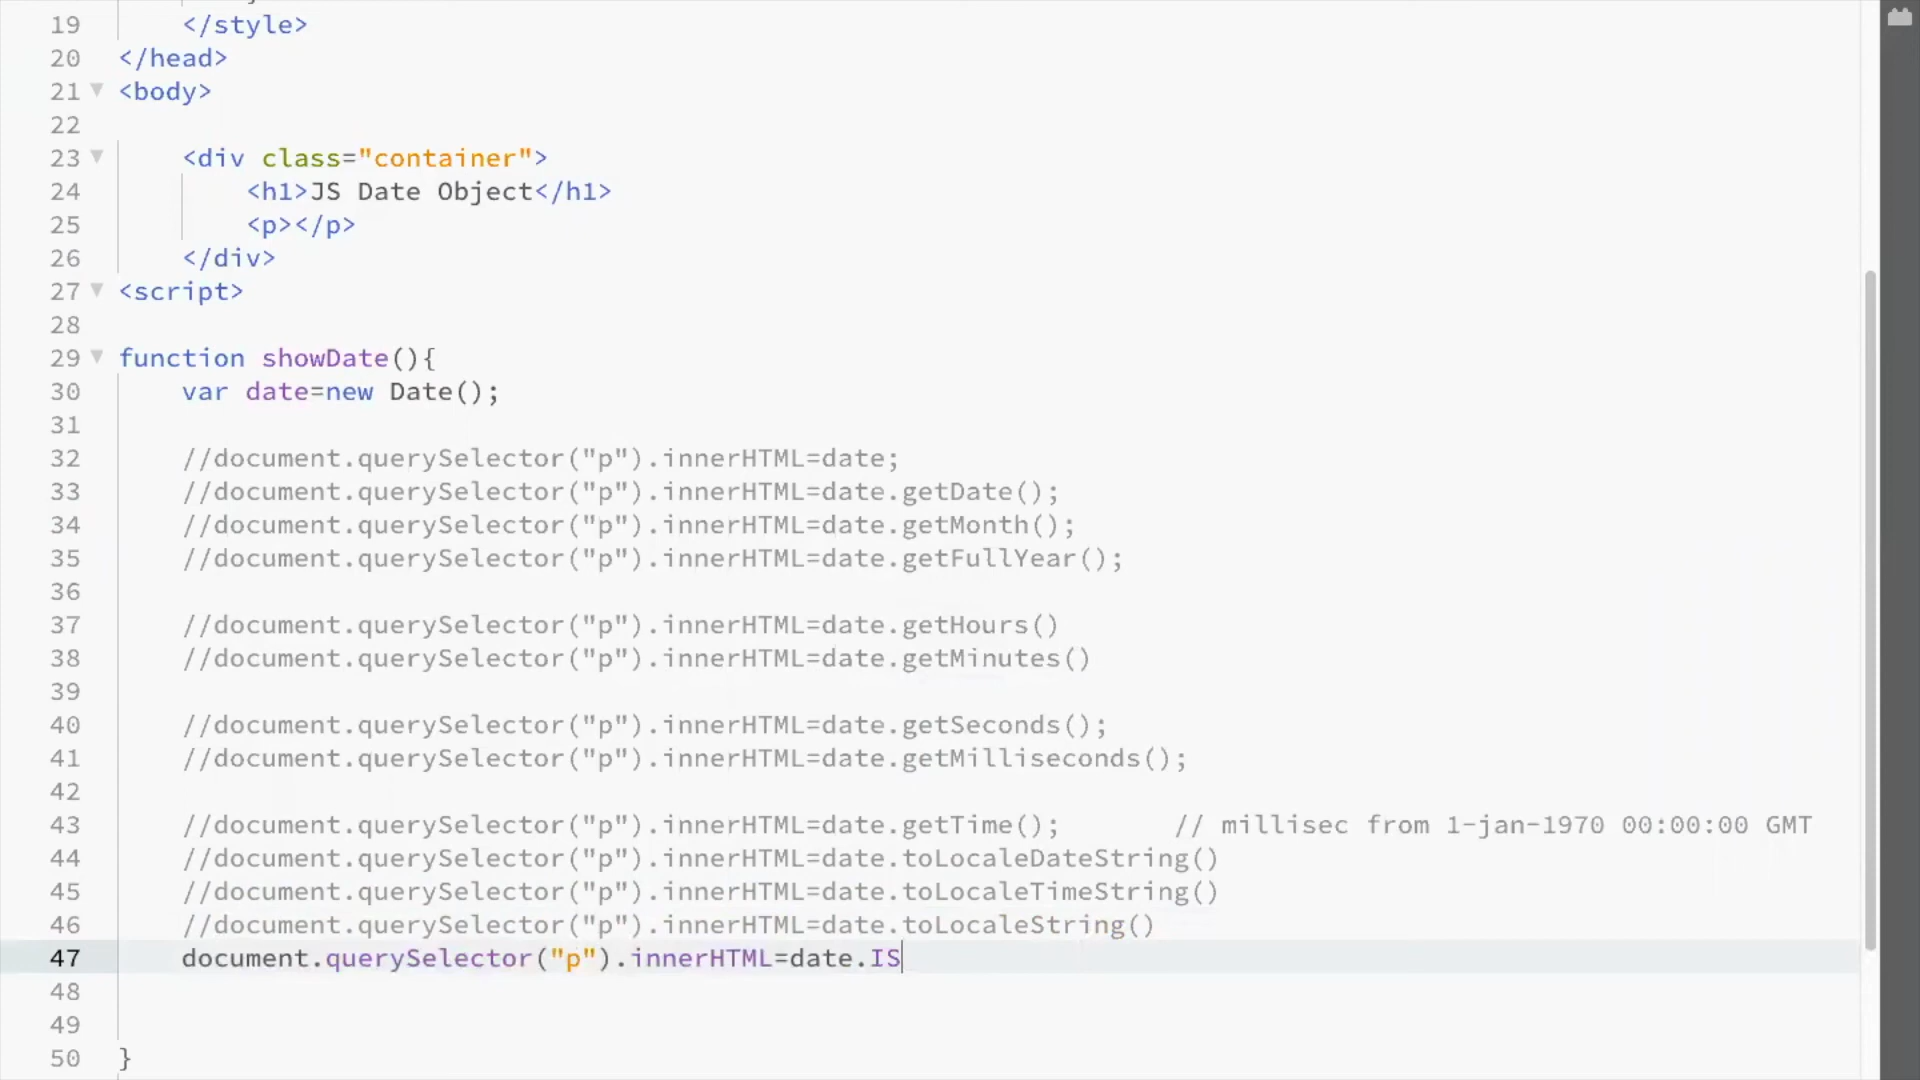 19 </style>
20 </head>
21 <body>
22
23 <div class="container">
24 <h1>JS Date Object</h1>
25 <p></p>
26 </div>
27 <script>
28
29 function showDate(){
30 var date=new Date();
31
32 //document.querySelector("p").innerHTML=date;
33 //document.querySelector("p").innerHTML=date.getDate();
34 //document.querySelector("p").innerHTML=date.getMonth();
35 //document.querySelector("p").innerHTML=date.getFullYear();
36
37 //document.querySelector("p").innerHTML=date.getHours()
38 //document.querySelector("p").innerHTML=date.getMinutes()
39
40 //document.querySelector("p").innerHTML=date.getSeconds();
41 //document.querySelector("p").innerHTML=date.getMilliseconds();
42
43 //document.querySelector("p").innerHTML=date.getTime(); // millisec from 1-jan-1970 00:00:00 GMT
44 //document.querySelector("p").innerHTML=date.toLocaleDateString()
45 //document.querySelector("p").innerHTML=date.toLocaleTimeString()
46 //document.querySelector("p").innerHTML=date.toLocaleString()
47 document.querySelector("p").innerHTML=date.IS
48
49
50 }